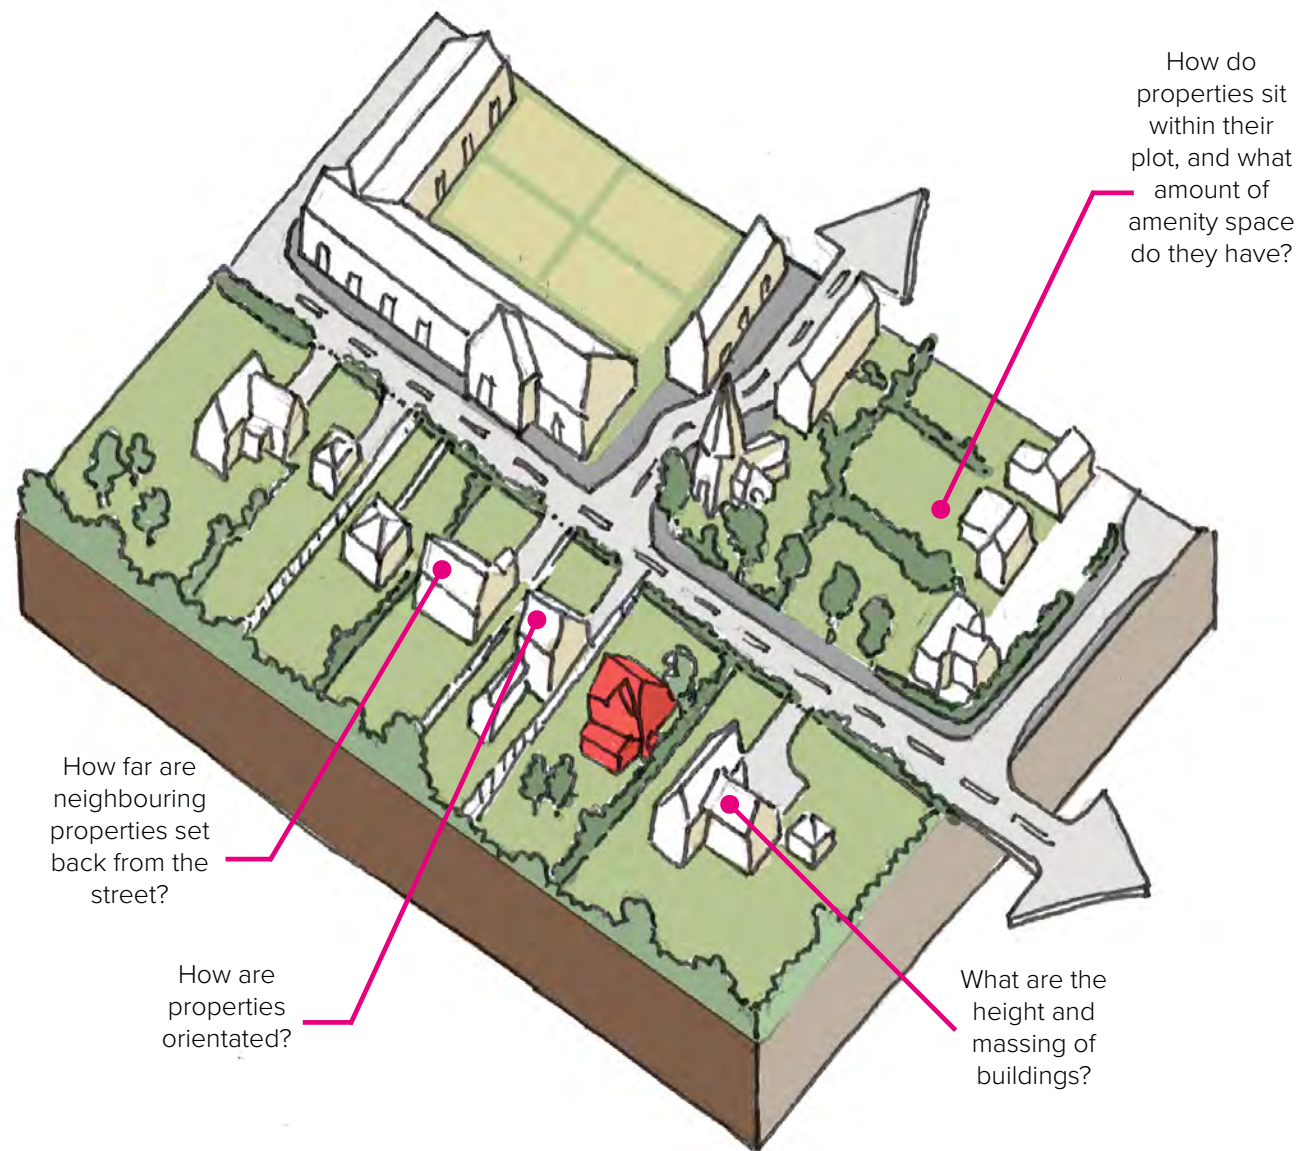 How do
properties sit
within their
plot, and what
amount of
amenity space
do they have?
How far are
neighbouring
properties set
back from the
street?
How are
properties
orientated?
What are the
height and
massing of
buildings?